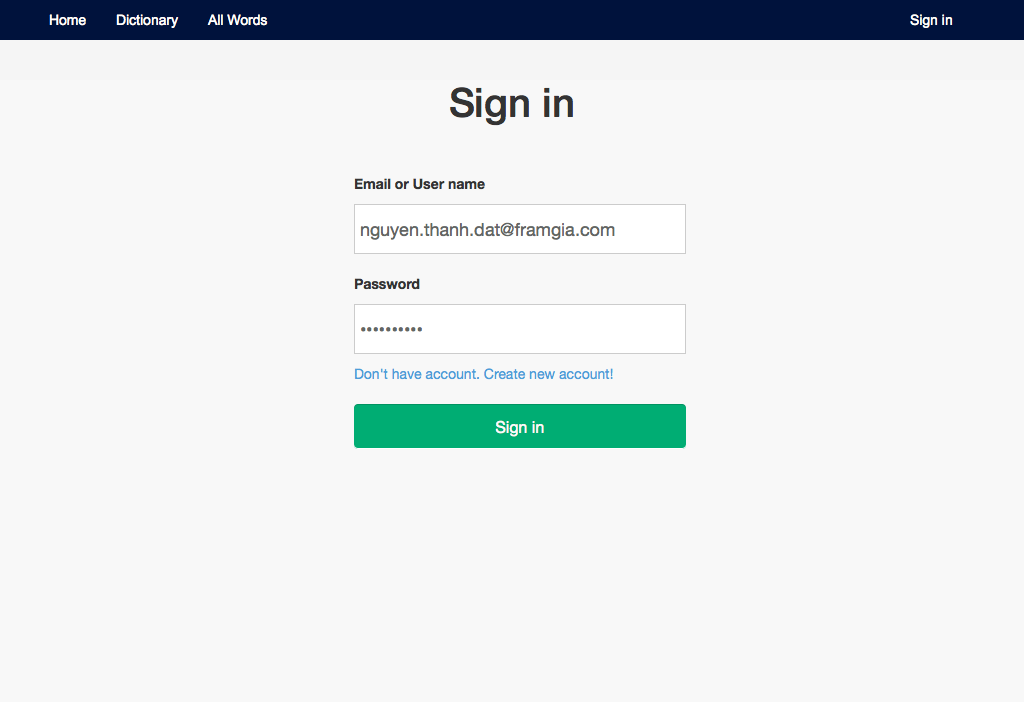 Home Dictionary All Words Sign in
Sign in
Email or User name
nguyen.thanh.dat@framgia.com
Password
••••••••••
Don't have account. Create new account!
Sign in